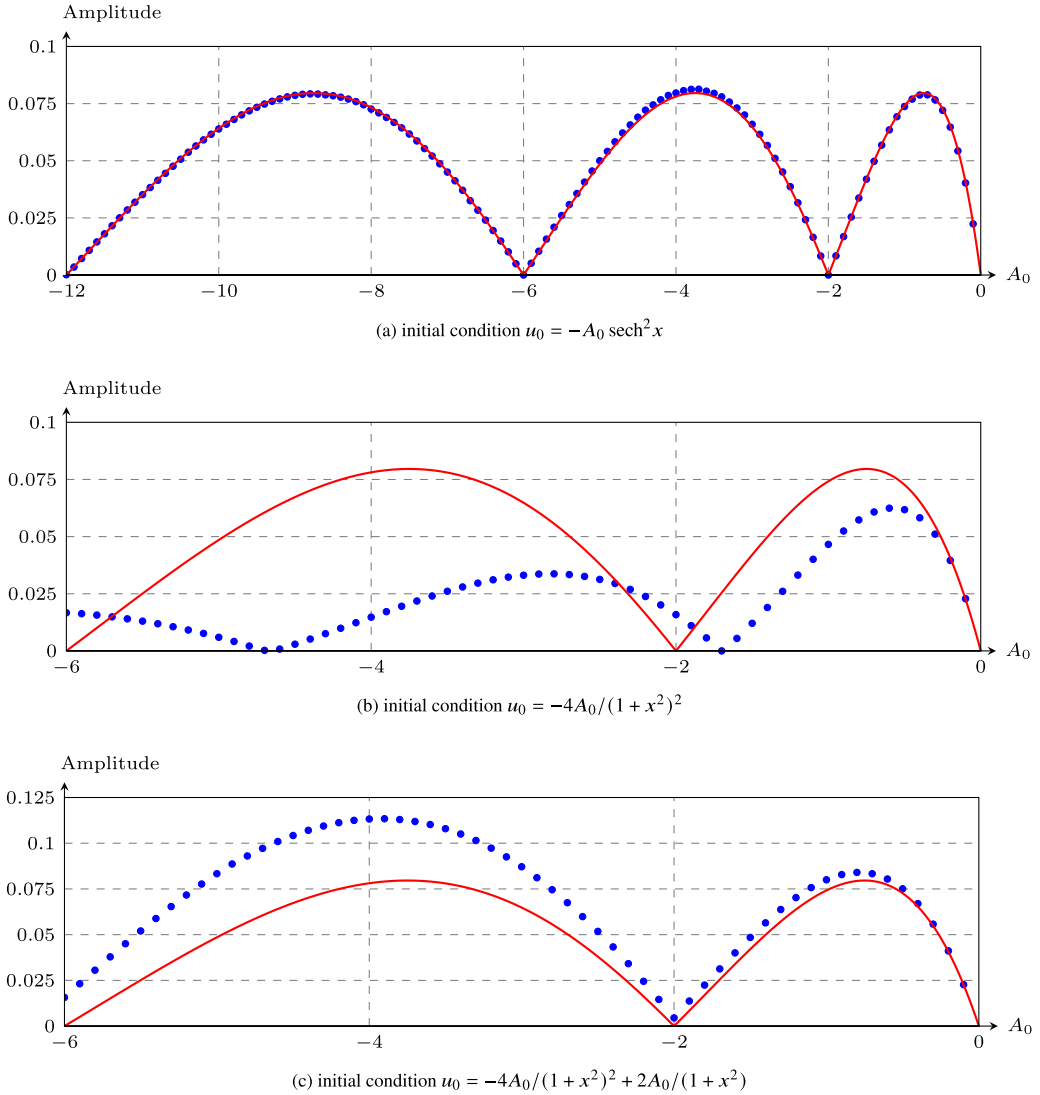 Amplitude
0.1
0.075
0.05
0.025
0
−12 −10 −8 −6 −4 −2 0 A₀
(a) initial condition u₀ = −A₀ sech²x
Amplitude
0.1
0.075
0.05
0.025
0
−6 −4 −2 0 A₀
(b) initial condition u₀ = −4A₀/(1 + x²)²
Amplitude
0.125
0.1
0.075
0.05
0.025
0
−6 −4 −2 0 A₀
(c) initial condition u₀ = −4A₀/(1 + x²)² + 2A₀/(1 + x²)